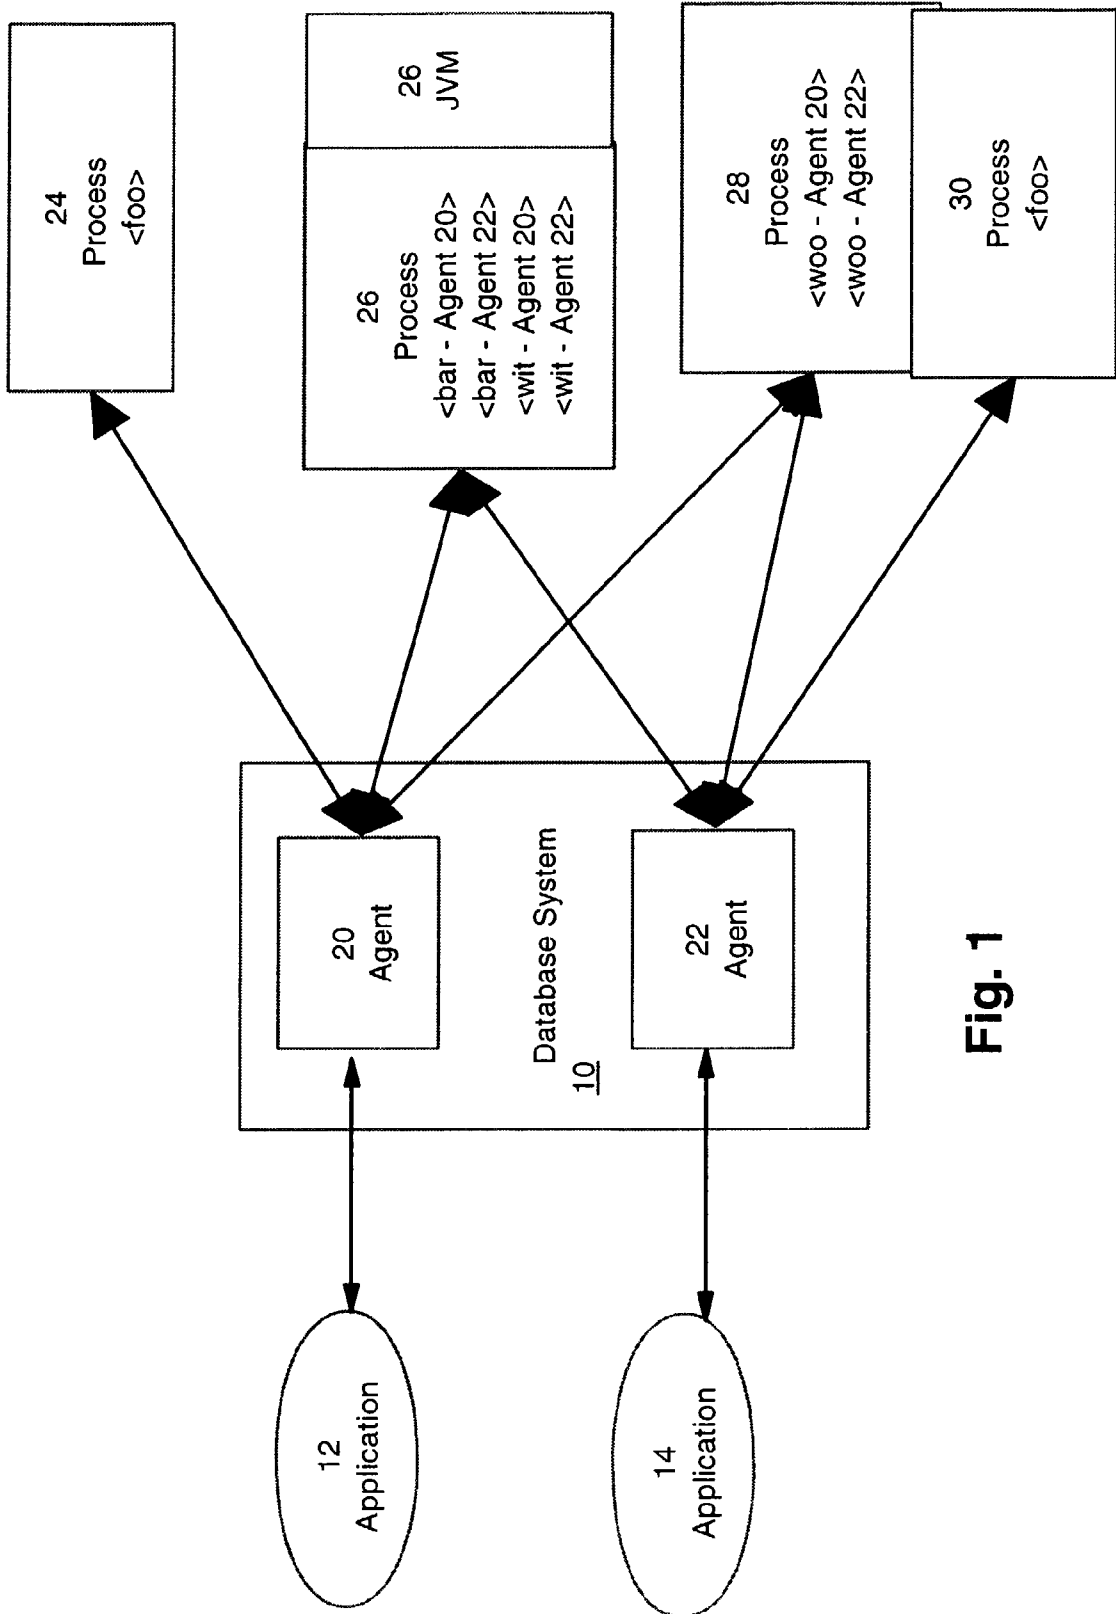 24
Process
<foo>
26
JVM
26
Process
<bar - Agent 20>
<bar - Agent 22>
<wit - Agent 20>
<wit - Agent 22>
28
Process
<woo - Agent 20>
<woo - Agent 22>
30
Process
<foo>
20
Agent
Database System
10
22
Agent
12
Application
14
Application
Fig. 1